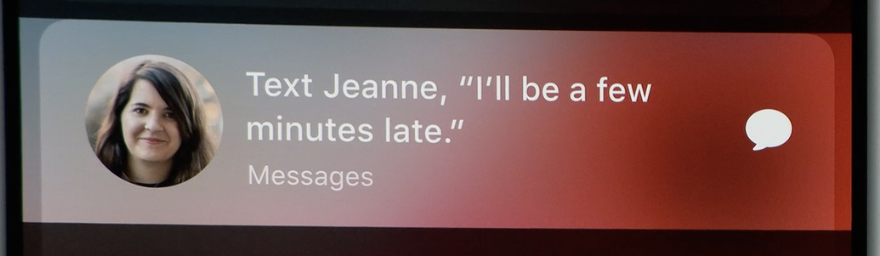 Text Jeanne, “I’ll be a few
minutes late.”
Messages